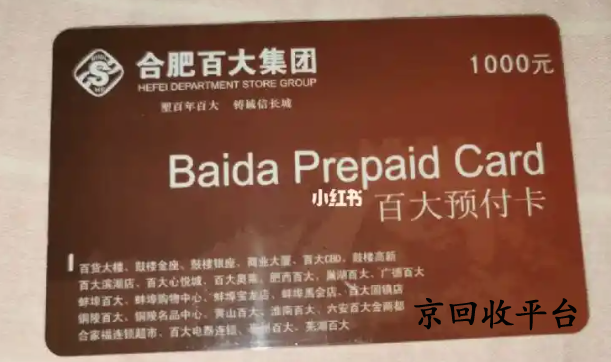 合肥百大集团
HEFEI DEPARTMENT STORE GROUP
塑百年百大 铸诚信长城
1000元
Baida Prepaid Card
小红书
百大预付卡
百货大楼、鼓楼金座、鼓楼银座、商业大厦、百大CBD、鼓楼高新
百大滨湖店、百大心悦城、百大奥莱、肥西百大、巢湖百大、广德百大
蚌埠百大、蚌埠购物中心、蚌埠宝龙店、蚌埠马会店、百大固镇店
铜陵百大、铜陵名品中心、黄山百大、淮南百大、六安百大金商都
合家福连锁超市、百大电器连锁、百大、芜湖百大
京回收平台